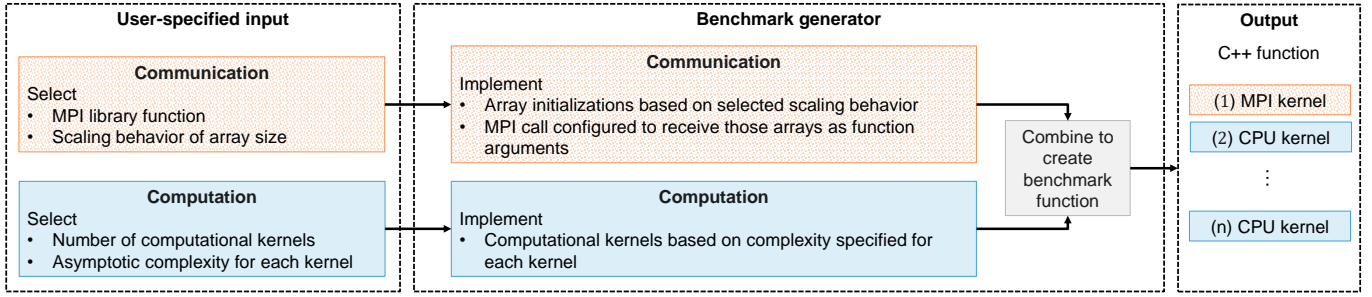 User-specified input
Communication
Select
• MPI library function
• Scaling behavior of array size
Computation
Select
• Number of computational kernels
• Asymptotic complexity for each kernel
Benchmark generator
Communication
Implement
• Array initializations based on selected scaling behavior
• MPI call configured to receive those arrays as function
arguments
Computation
Implement
• Computational kernels based on complexity specified for
each kernel
Combine to
create
benchmark
function
Output
C++ function
(1) MPI kernel
(2) CPU kernel
⋮
(n) CPU kernel